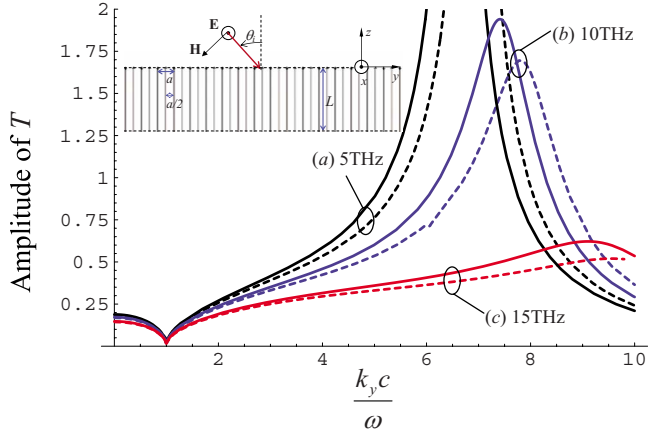 2
1.75
1.5
1.25
1
0.75
0.5
0.25
Amplitude of T
E
H
θi
z
y
x
a
a/2
L
(a) 5THz
(b) 10THz
(c) 15THz
2
4
6
8
10
k_y c
ω